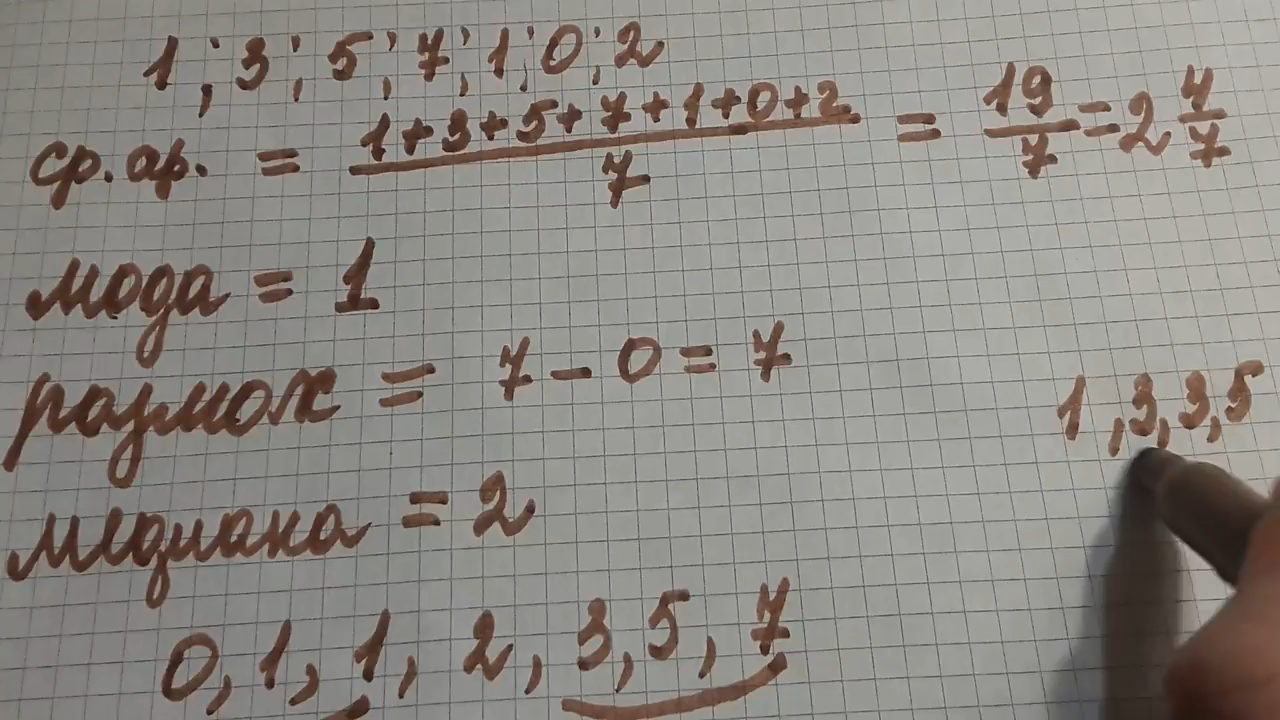 1; 3; 5; 7; 1; 0; 2
ср. ар. = (1+3+5+7+1+0+2)/7 = 19/7 = 2 4/7
мода = 1
размах = 7 - 0 = 7
1, 3, 3, 5
медиана = 2
0, 1, 1, 2, 3, 5, 7